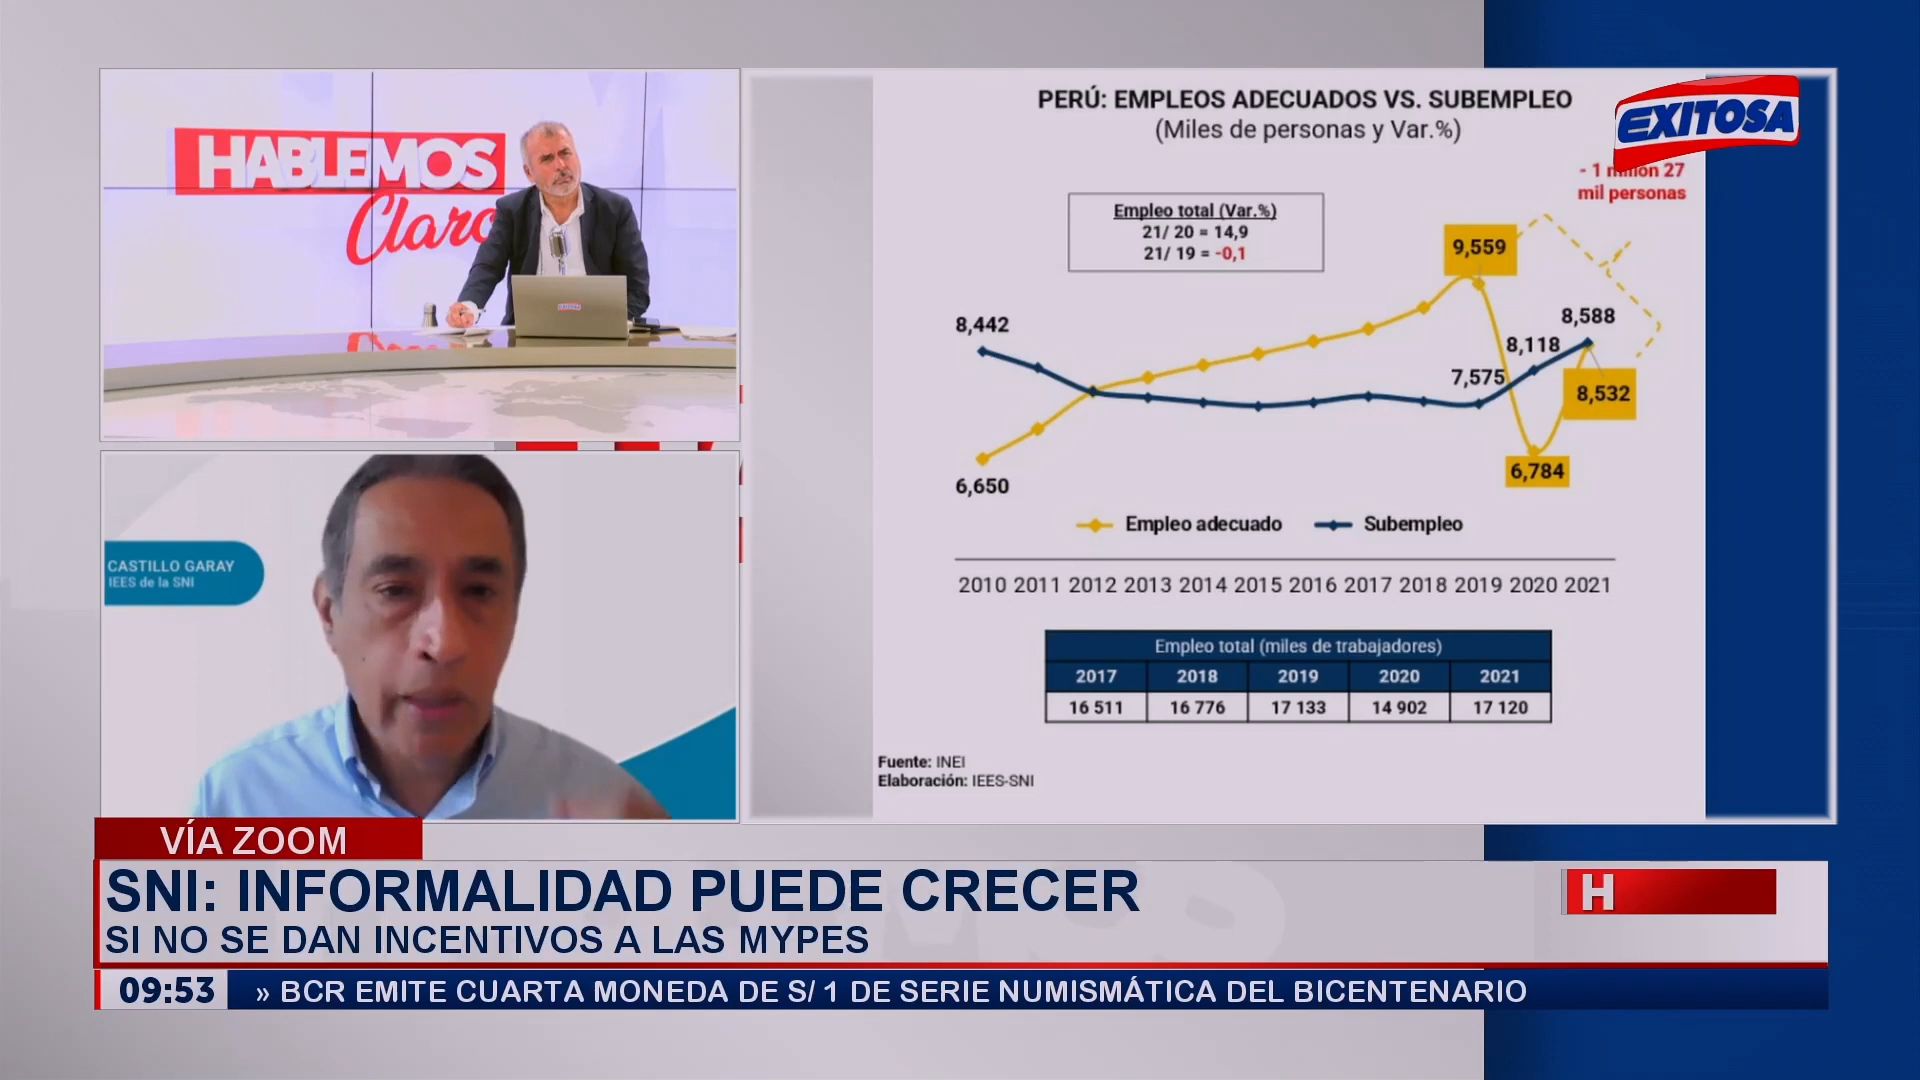 HABLEMOS
Claro
EXITOSA
CASTILLO GARAY
IEES de la SNI
PERÚ: EMPLEOS ADECUADOS VS. SUBEMPLEO
(Miles de personas y Var.%)
EXITOSA
- 1 millón 27
mil personas
Empleo total (Var.%)
21/ 20 = 14,9
21/ 19 = -0,1
9,559
8,442
8,588
8,118
7,575
8,532
6,784
6,650
Empleo adecuado Subempleo
2010 2011 2012 2013 2014 2015 2016 2017 2018 2019 2020 2021
Empleo total (miles de trabajadores)
2017 2018 2019 2020 2021
16 511 16 776 17 133 14 902 17 120
Fuente: INEI
Elaboración: IEES-SNI
VÍA ZOOM
SNI: INFORMALIDAD PUEDE CRECER
SI NO SE DAN INCENTIVOS A LAS MYPES
H
09:53 » BCR EMITE CUARTA MONEDA DE S/ 1 DE SERIE NUMISMÁTICA DEL BICENTENARIO